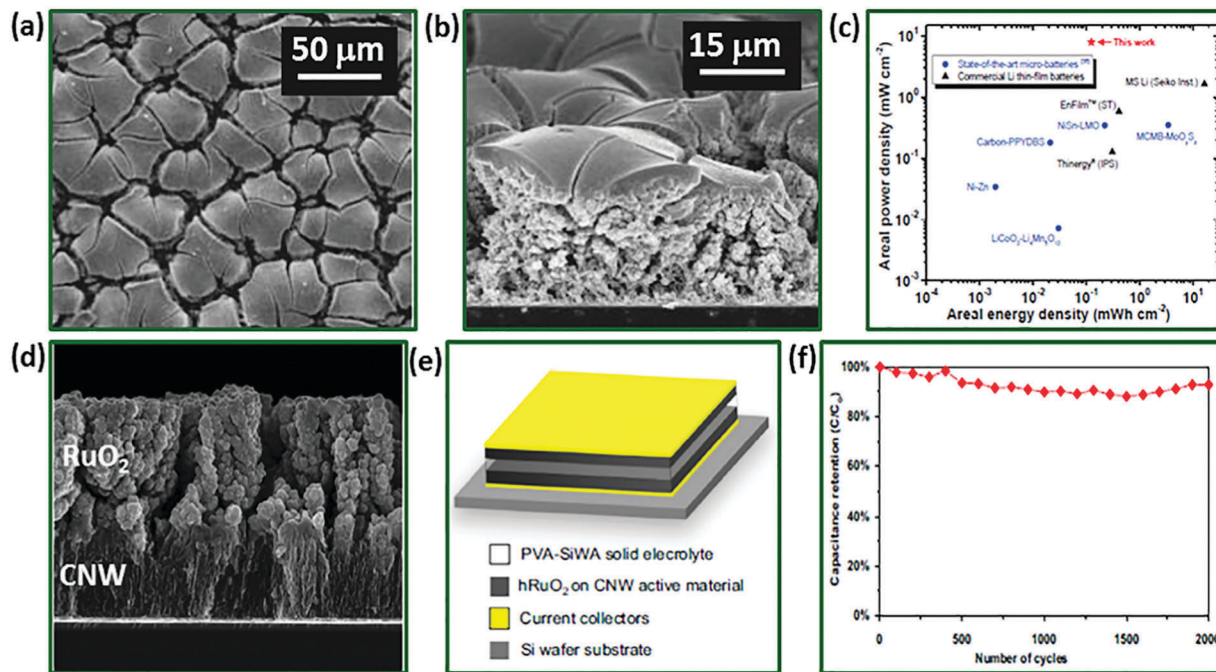 (a)
50 µm
(b)
15 µm
(c)
Areal power density (mW cm⁻²)
10¹
10⁰
10⁻¹
10⁻²
10⁻³
This work
State-of-the-art micro-batteries
Commercial Li thin-film batteries
MS Li (Seiko Inst.)
EnFilm™ (ST)
NiSn-LMO
MCMB-MoOₓSᵧ
Carbon-PPYDBS
Thinergy® (IPS)
Ni-Zn
10⁻⁴
10⁻³
10⁻²
10⁻¹
10⁰
10¹
Areal energy density (mWh cm⁻²)
(d)
RuO₂
CNW
(e)
PVA-SiWA solid elecrolyte
hRuO₂ on CNW active material
Current collectors
Si wafer substrate
(f)
Capacitance retention (C/C₀)
100%
80%
60%
40%
20%
0%
0
500
1000
1500
2000
Number of cycles